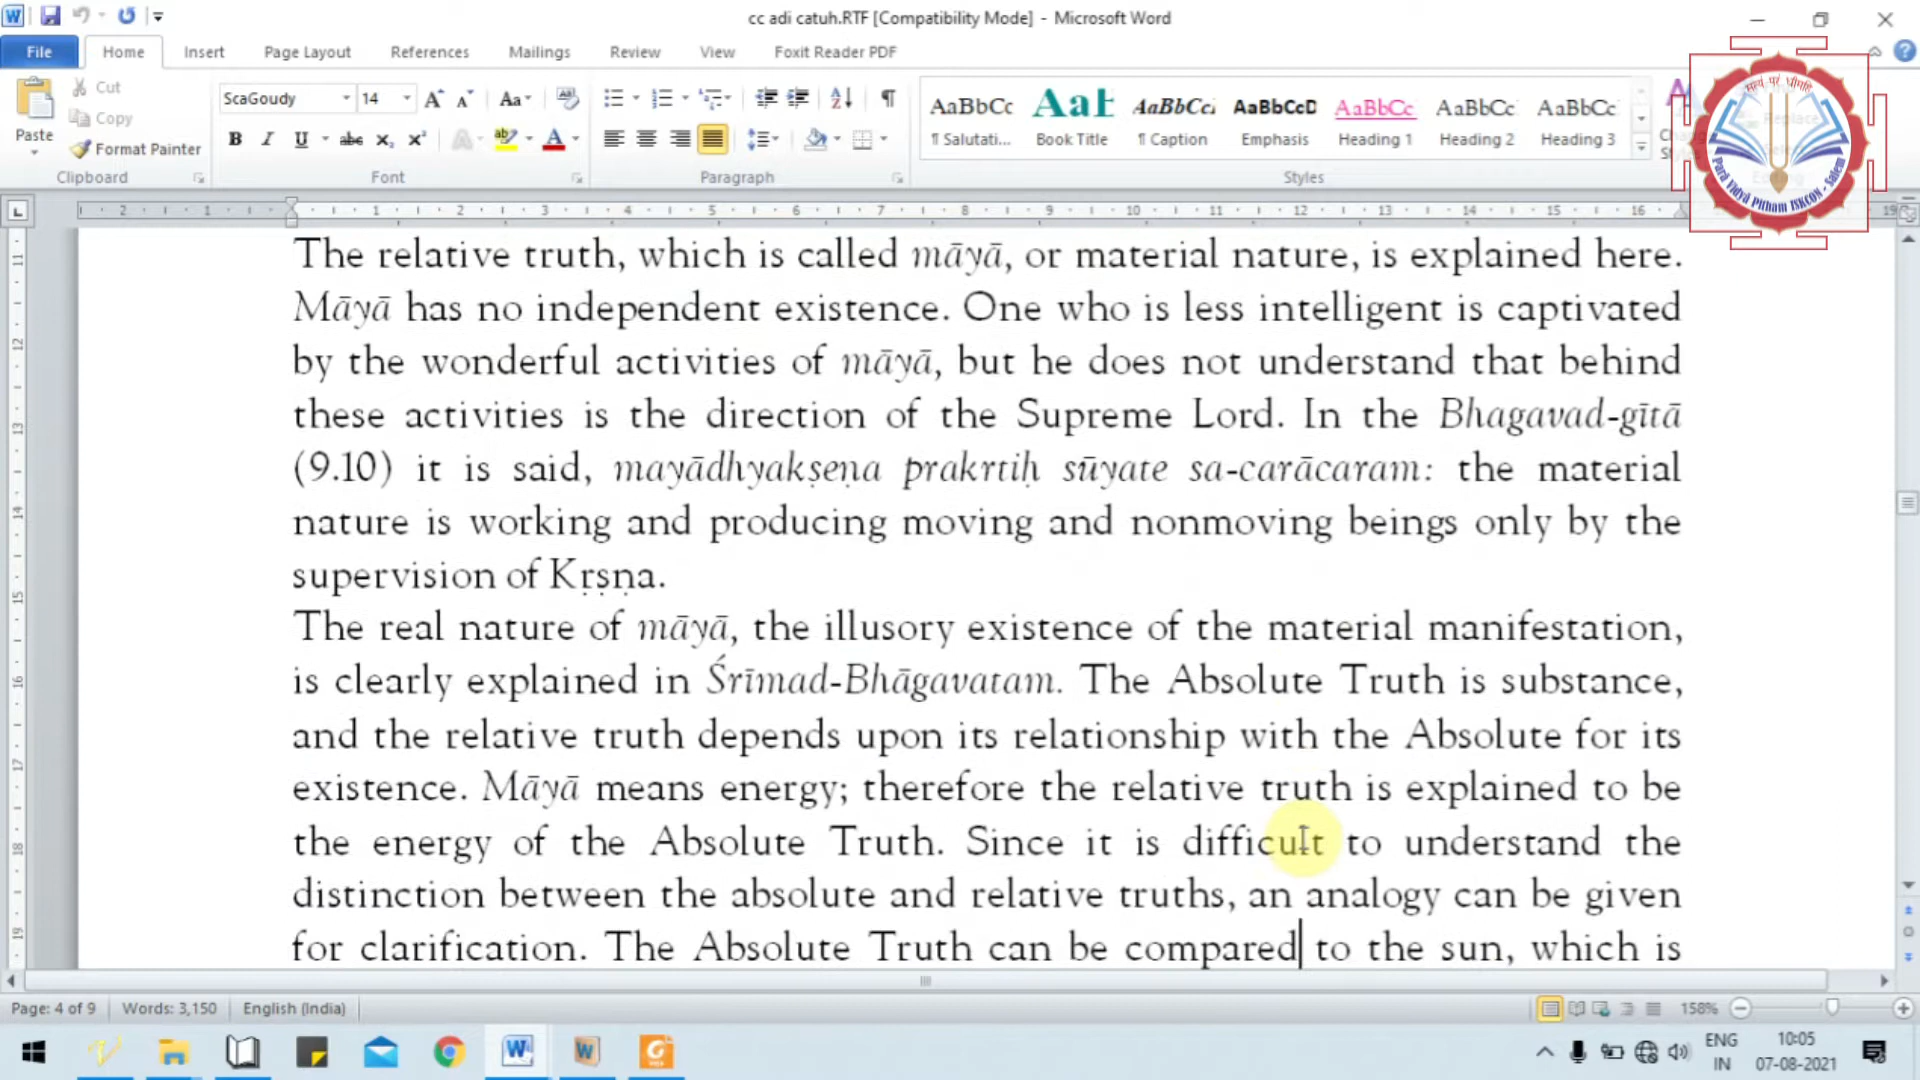 cc adi catuh.RTF [Compatibility Mode] - Microsoft Word
File Home Insert Page Layout References Mailings Review View Foxit Reader PDF
Cut
Copy
Paste
Format Painter
Clipboard
ScaGoudy 14
Font
Paragraph
AaBbCc AaB AaBbCc AaBbCcD AaBbCc AaBbCc AaBbCc
¶ Salutati... Book Title ¶ Caption Emphasis Heading 1 Heading 2 Heading 3
Styles
Replace
Editing
Para Vidya Pitham ISKCON - Salem
The relative truth, which is called māyā, or material nature, is explained here.
Māyā has no independent existence. One who is less intelligent is captivated
by the wonderful activities of māyā, but he does not understand that behind
these activities is the direction of the Supreme Lord. In the Bhagavad-gītā
(9.10) it is said, mayādhyakṣeṇa prakrtiḥ sūyate sa-carācaram: the material
nature is working and producing moving and nonmoving beings only by the
supervision of Kṛṣṇa.
The real nature of māyā, the illusory existence of the material manifestation,
is clearly explained in Śrīmad-Bhāgavatam. The Absolute Truth is substance,
and the relative truth depends upon its relationship with the Absolute for its
existence. Māyā means energy; therefore the relative truth is explained to be
the energy of the Absolute Truth. Since it is difficult to understand the
distinction between the absolute and relative truths, an analogy can be given
for clarification. The Absolute Truth can be compared to the sun, which is
Page: 4 of 9 Words: 3,150 English (India) 158%
ENG 10:05
IN 07-08-2021